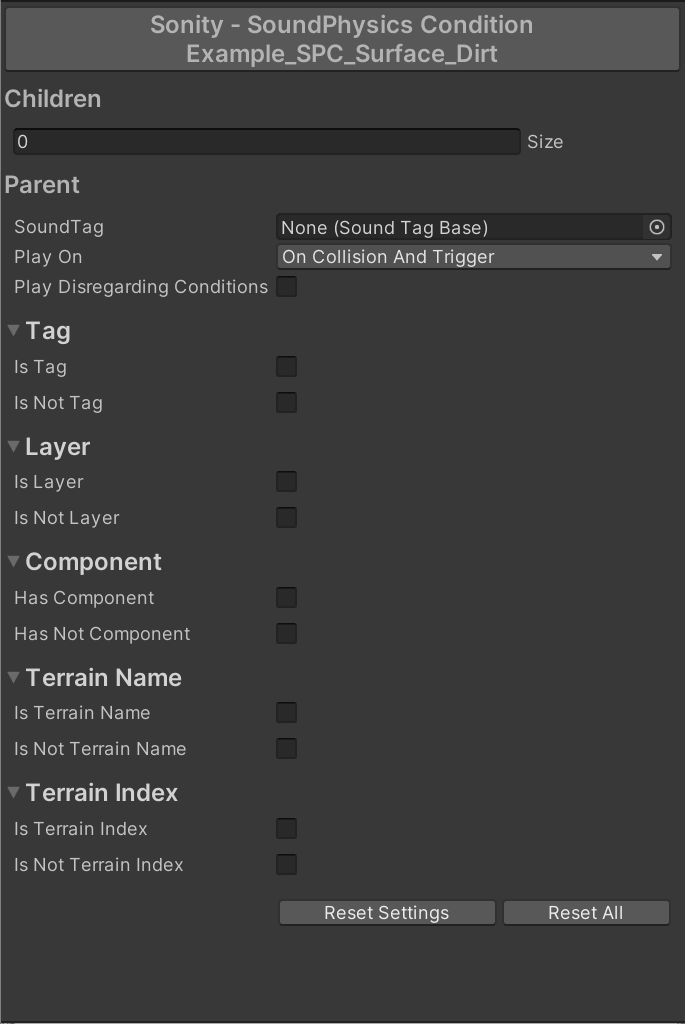 Sonity - SoundPhysics Condition
Example_SPC_Surface_Dirt
Children
0 Size
Parent
SoundTag None (Sound Tag Base)
Play On On Collision And Trigger
Play Disregarding Conditions
Tag
Is Tag
Is Not Tag
Layer
Is Layer
Is Not Layer
Component
Has Component
Has Not Component
Terrain Name
Is Terrain Name
Is Not Terrain Name
Terrain Index
Is Terrain Index
Is Not Terrain Index
Reset Settings Reset All